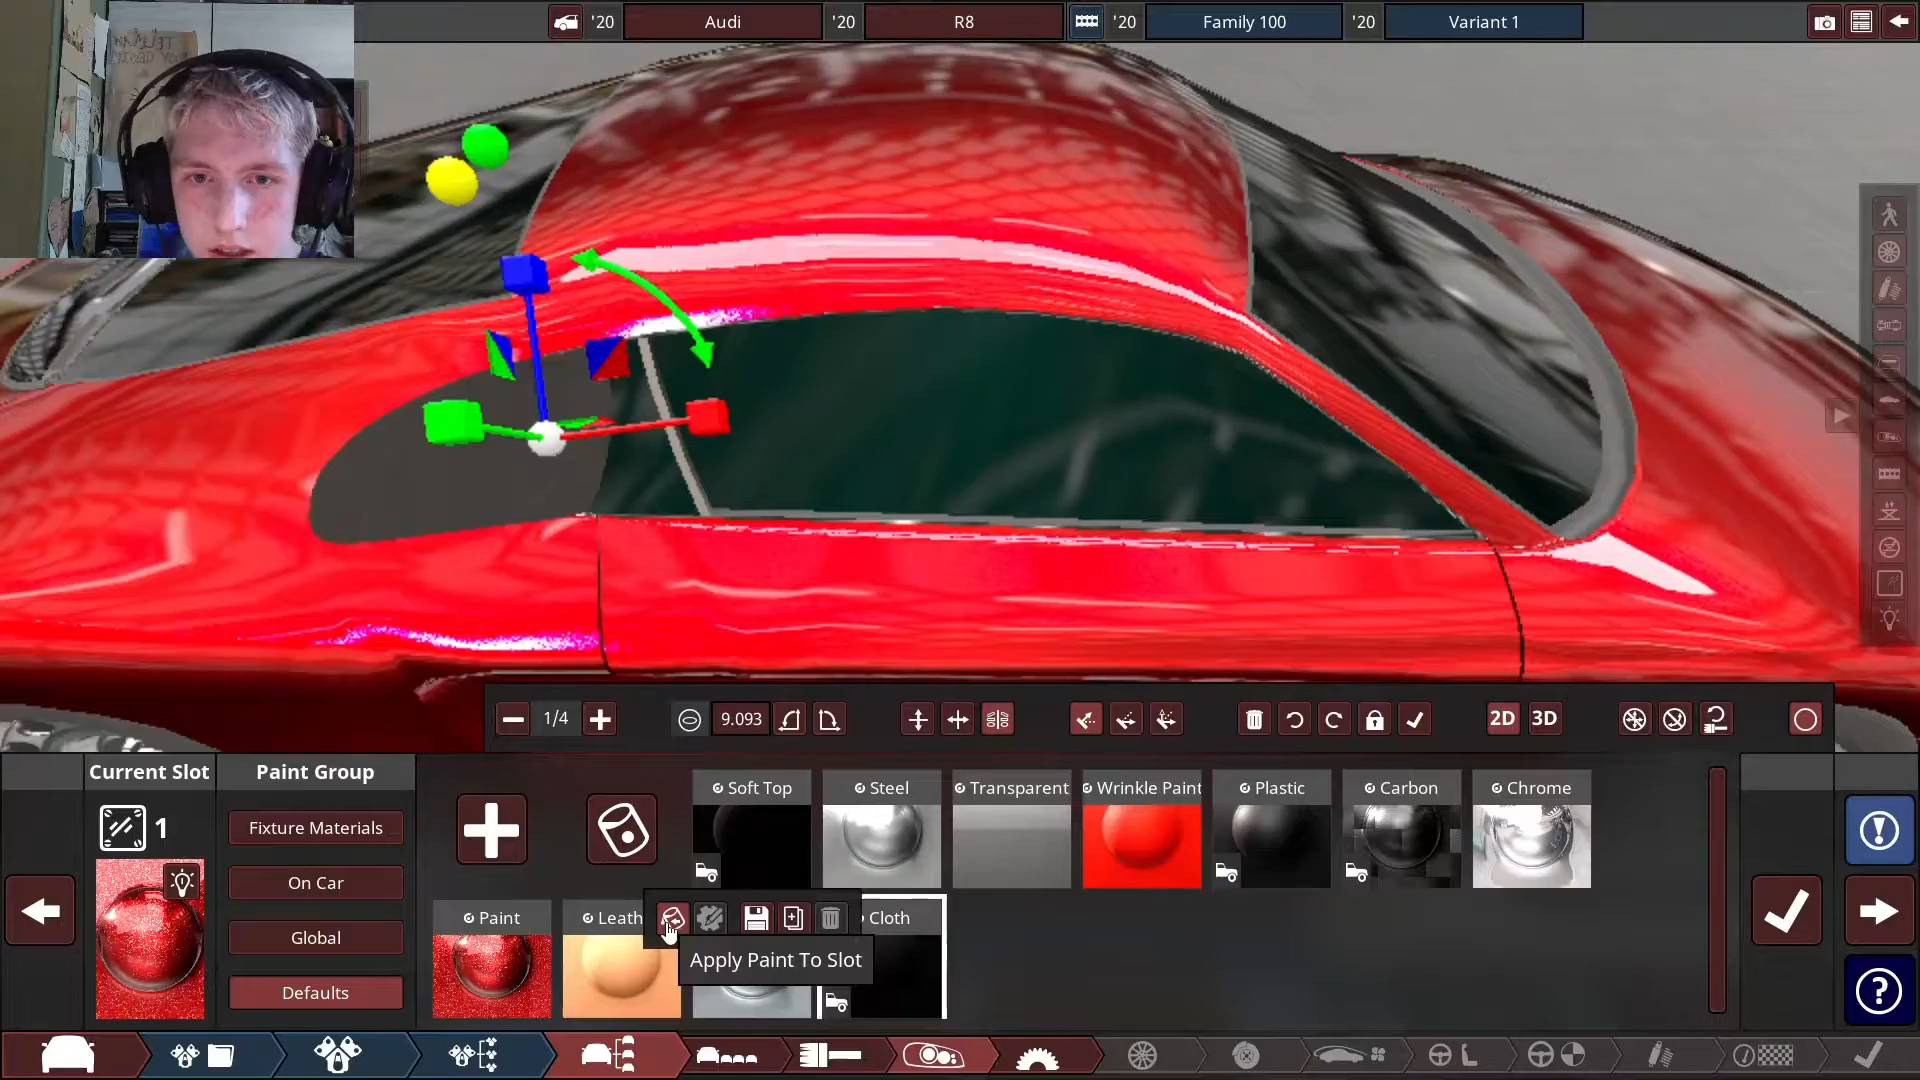 '20 Audi '20 R8 '20 Family 100 '20 Variant 1
1/4 9.093 2D 3D
Current Slot Paint Group
Soft Top Steel Transparent Wrinkle Paint Plastic Carbon Chrome
1 Fixture Materials
On Car
Paint Leath Cloth
Global
Apply Paint To Slot
Defaults